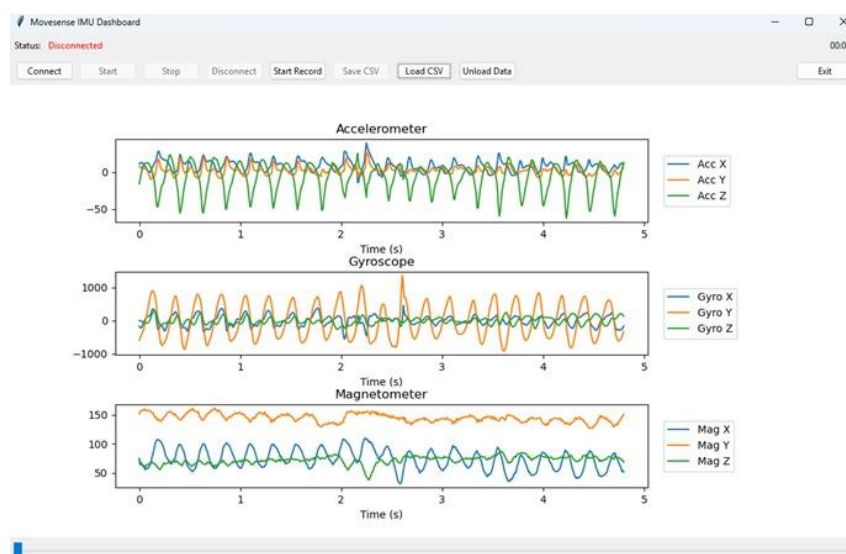 Movesense IMU Dashboard
Status: Disconnected 00:0
Connect Start Stop Disconnect Start Record Save CSV Load CSV Unload Data Exit
Accelerometer
0
−50
Acc X
Acc Y
Acc Z
0 1 2 3 4 5
Time (s)
Gyroscope
1000
0
−1000
Gyro X
Gyro Y
Gyro Z
0 1 2 3 4 5
Time (s)
Magnetometer
150
100
50
Mag X
Mag Y
Mag Z
0 1 2 3 4 5
Time (s)